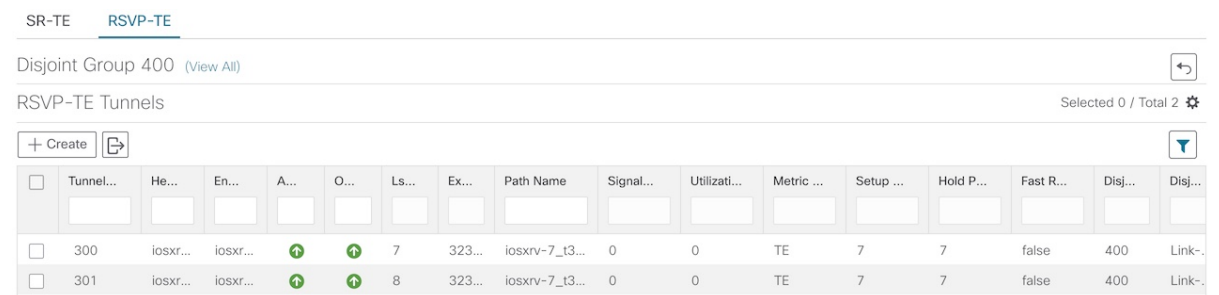 SR-TE RSVP-TE
Disjoint Group 400 (View All)
RSVP-TE Tunnels Selected 0 / Total 2
+ Create
Tunnel... He... En... A... O... Ls... Ex... Path Name Signal... Utilizati... Metric ... Setup ... Hold P... Fast R... Disj... Disj...
300 iosxr... iosxr... 7 323... iosxrv-7_t3... 0 0 TE 7 7 false 400 Link-..
301 iosxr... iosxr... 8 323... iosxrv-7_t3... 0 0 TE 7 7 false 400 Link-..